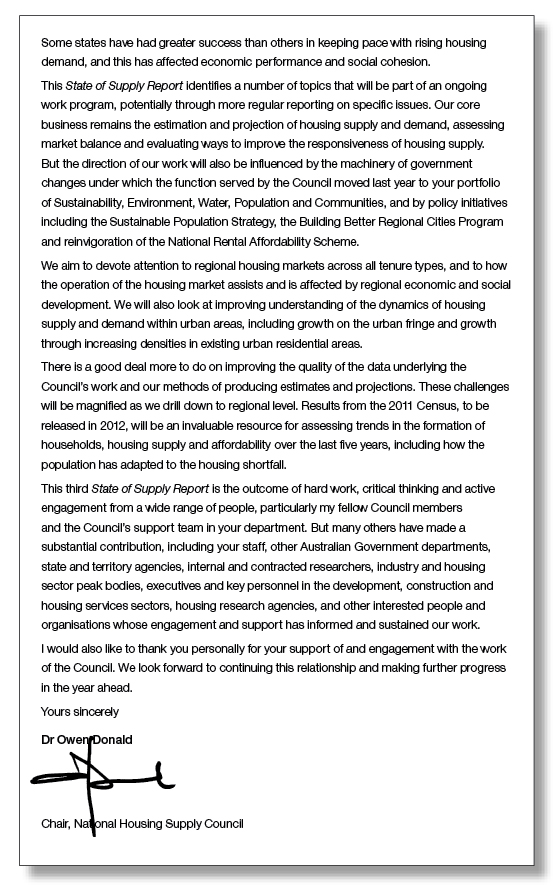 Some states have had greater success than others in keeping pace with rising housing
demand, and this has affected economic performance and social cohesion.
This State of Supply Report identifies a number of topics that will be part of an ongoing
work program, potentially through more regular reporting on specific issues. Our core
business remains the estimation and projection of housing supply and demand, assessing
market balance and evaluating ways to improve the responsiveness of housing supply.
But the direction of our work will also be influenced by the machinery of government
changes under which the function served by the Council moved last year to your portfolio
of Sustainability, Environment, Water, Population and Communities, and by policy initiatives
including the Sustainable Population Strategy, the Building Better Regional Cities Program
and reinvigoration of the National Rental Affordability Scheme.
We aim to devote attention to regional housing markets across all tenure types, and to how
the operation of the housing market assists and is affected by regional economic and social
development. We will also look at improving understanding of the dynamics of housing
supply and demand within urban areas, including growth on the urban fringe and growth
through increasing densities in existing urban residential areas.
There is a good deal more to do on improving the quality of the data underlying the
Council's work and our methods of producing estimates and projections. These challenges
will be magnified as we drill down to regional level. Results from the 2011 Census, to be
released in 2012, will be an invaluable resource for assessing trends in the formation of
households, housing supply and affordability over the last five years, including how the
population has adapted to the housing shortfall.
This third State of Supply Report is the outcome of hard work, critical thinking and active
engagement from a wide range of people, particularly my fellow Council members
and the Council's support team in your department. But many others have made a
substantial contribution, including your staff, other Australian Government departments,
state and territory agencies, internal and contracted researchers, industry and housing
sector peak bodies, executives and key personnel in the development, construction and
housing services sectors, housing research agencies, and other interested people and
organisations whose engagement and support has informed and sustained our work.
I would also like to thank you personally for your support of and engagement with the work
of the Council. We look forward to continuing this relationship and making further progress
in the year ahead.
Yours sincerely
Dr Owen Donald
Chair, National Housing Supply Council